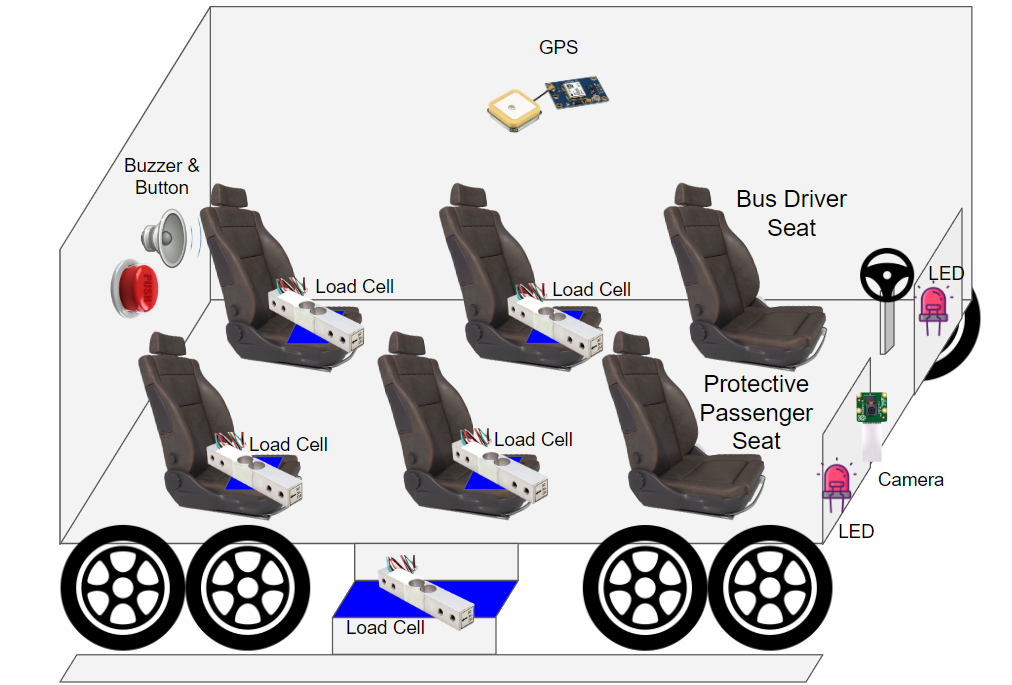 GPS
Buzzer &
Button
Bus Driver
Seat
LED
Load Cell
Load Cell
PUSH
Protective
Passenger
Seat
Load Cell
Load Cell
Camera
LED
Load Cell